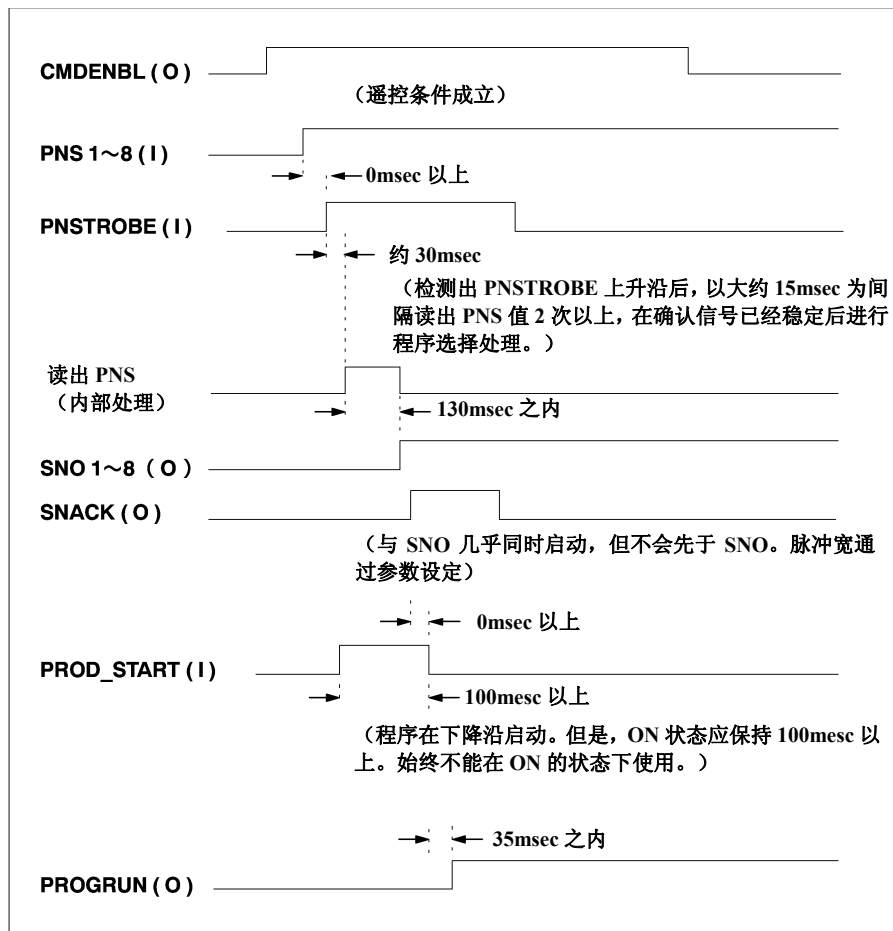 CMDENBL ( O )
（遥控条件成立）
PNS 1～8 ( I )
0msec 以上
PNSTROBE ( I )
约 30msec
（检测出 PNSTROBE 上升沿后，以大约 15msec 为间
隔读出 PNS 值 2 次以上，在确认信号已经稳定后进行
程序选择处理。）
读出 PNS
（内部处理）
130msec 之内
SNO 1～8（ O ）
SNACK ( O )
（与 SNO 几乎同时启动，但不会先于 SNO。脉冲宽通
过参数设定）
0msec 以上
PROD_START ( I )
100mesc 以上
（程序在下降沿启动。但是，ON 状态应保持 100mesc 以
上。始终不能在 ON 的状态下使用。）
35msec 之内
PROGRUN ( O )